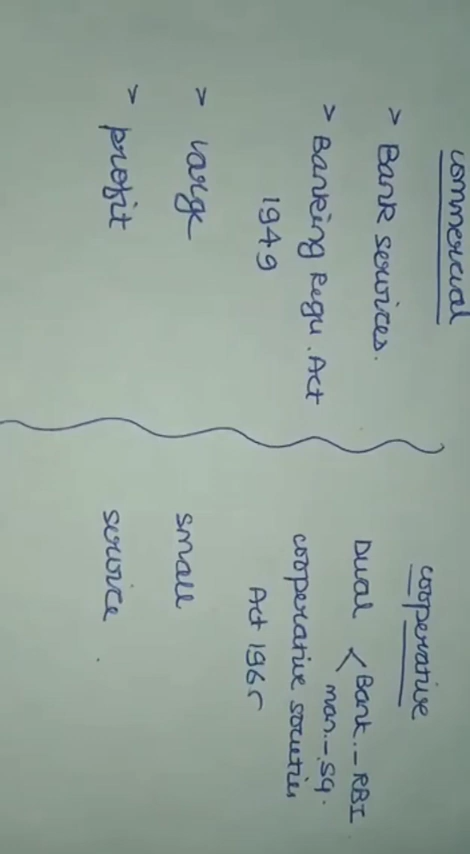 commercial
> Bank services.
> Banking Regu. Act
1949
> large
> profit
cooperative
Dual < Bank. - RBI
man. - SG.
cooperative societies
Act 1965
small
service